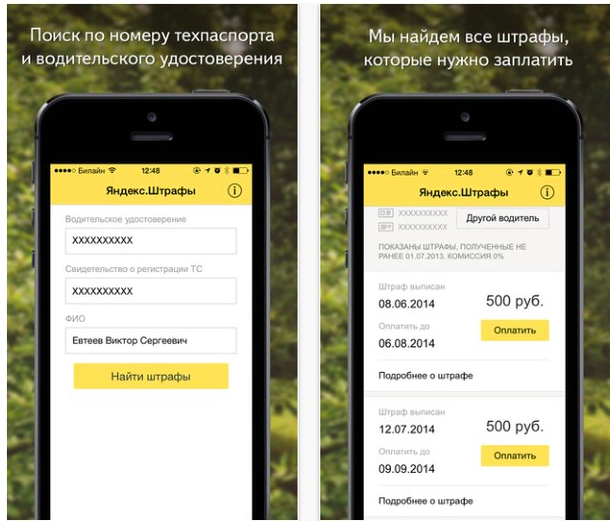 Поиск по номеру техпаспорта
и водительского удостоверения
Билайн 12:48
Яндекс.Штрафы
Водительское удостоверение
XXXXXXXXXX
Свидетельство о регистрации ТС
XXXXXXXXXX
ФИО
Евтеев Виктор Сергеевич
Найти штрафы
Мы найдем все штрафы,
которые нужно заплатить
Билайн 12:48
Яндекс.Штрафы
XXXXXXXXXX
XXXXXXXXXX
Другой водитель
ПОКАЗАНЫ ШТРАФЫ, ПОЛУЧЕННЫЕ НЕ
РАНЕЕ 01.07.2013. КОМИССИЯ 0%
Штраф выписан
08.06.2014
500 руб.
Оплатить до
06.08.2014
Оплатить
Подробнее о штрафе
Штраф выписан
12.07.2014
500 руб.
Оплатить до
09.09.2014
Оплатить
Подробнее о штрафе